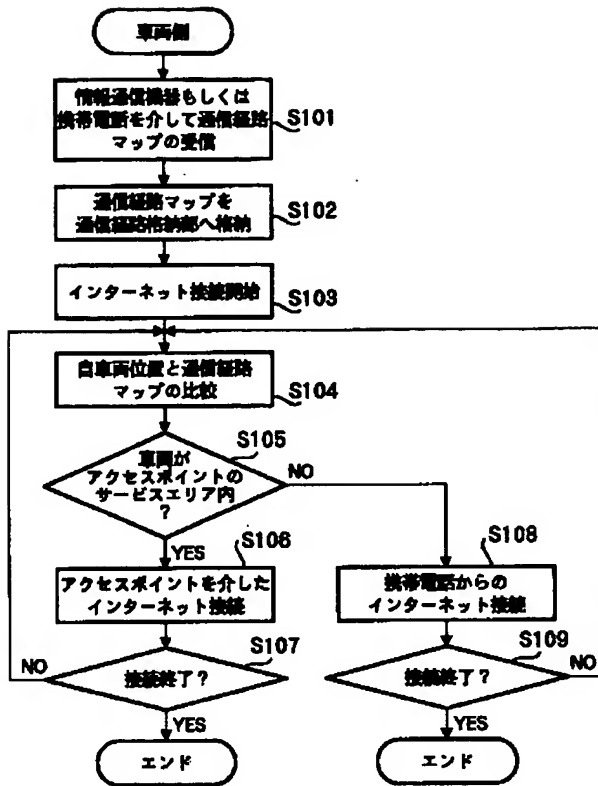 車両側
情報通信機器もしくは
携帯電話を介して通信経路
マップの受信
S101
通信経路マップを
通信経路格納部へ格納
S102
インターネット接続開始
S103
自車両位置と通信経路
マップの比較
S104
S105
車両が
アクセスポイントの
サービスエリア内
?
NO
YES
S106
アクセスポイントを介した
インターネット接続
S107
NO
接続終了?
YES
エンド
S108
携帯電話からの
インターネット接続
S109
接続終了?
NO
YES
エンド